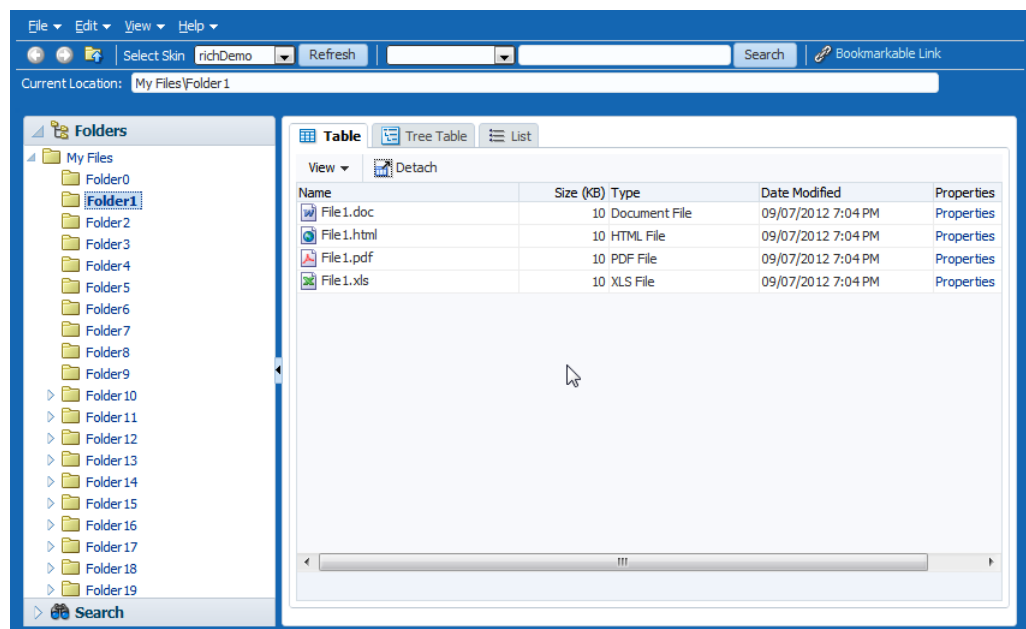 File Edit View Help
Select Skin richDemo Refresh Search Bookmarkable Link
Current Location: My Files\Folder1
Folders
My Files
Folder0
Folder1
Folder2
Folder3
Folder4
Folder5
Folder6
Folder7
Folder8
Folder9
Folder10
Folder11
Folder12
Folder13
Folder14
Folder15
Folder16
Folder17
Folder18
Folder19
Search
Table Tree Table List
View Detach
Name Size (KB) Type Date Modified Properties
File1.doc 10 Document File 09/07/2012 7:04 PM Properties
File1.html 10 HTML File 09/07/2012 7:04 PM Properties
File1.pdf 10 PDF File 09/07/2012 7:04 PM Properties
File1.xls 10 XLS File 09/07/2012 7:04 PM Properties